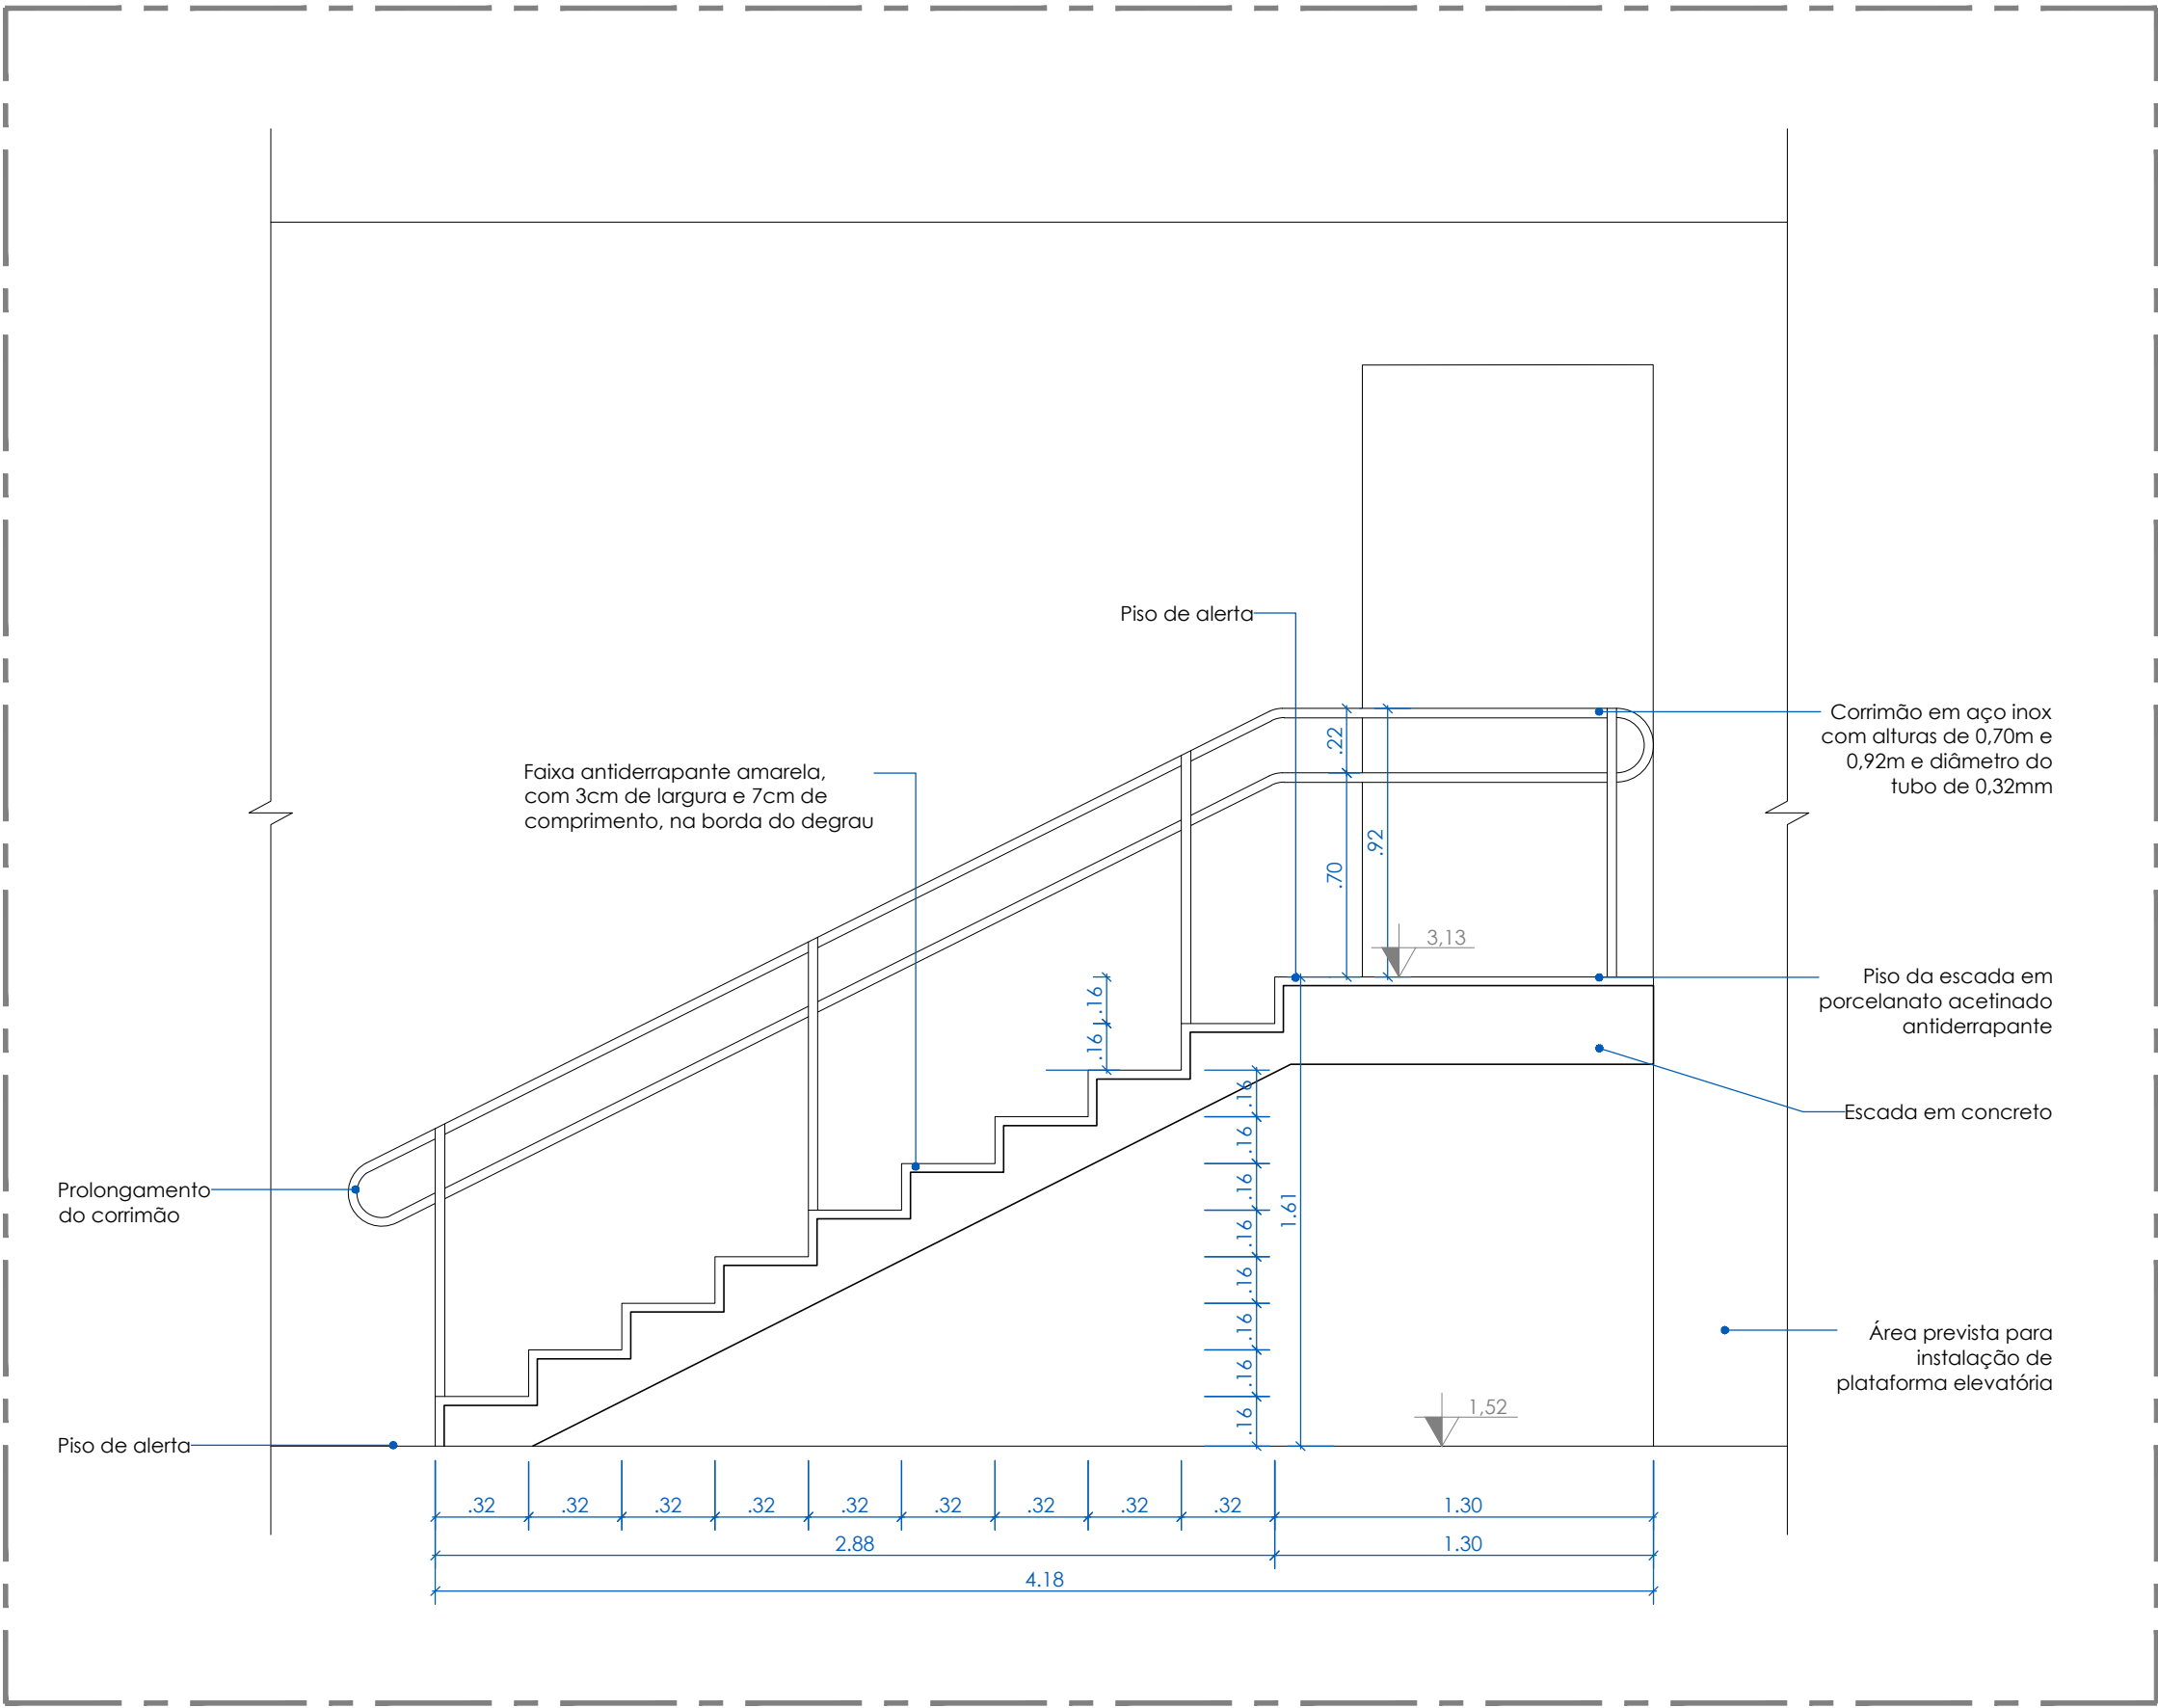 Piso de alerta
Corrimão em aço inox
com alturas de 0,70m e
0,92m e diâmetro do
tubo de 0,32mm
.22
Faixa antiderrapante amarela,
com 3cm de largura e 7cm de
comprimento, na borda do degrau
.92
.70
3,13
Piso da escada em
porcelanato acetinado
antiderrapante
.16
.16
Escada em concreto
.16
.16
.16
.16
.16
.16
.16
.16
1.61
Prolongamento
do corrimão
Área prevista para
instalação de
plataforma elevatória
1,52
Piso de alerta
.32 .32 .32 .32 .32 .32 .32 .32 .32 1.30
2.88 1.30
4.18